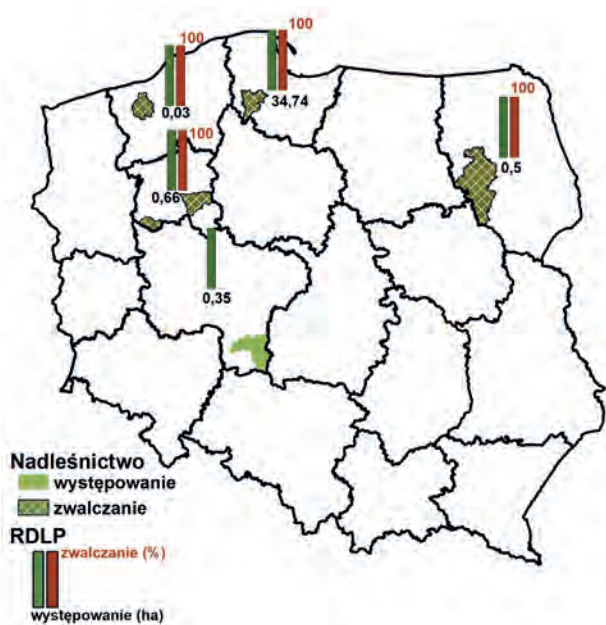 100
100
0,03
34,74
100
100
0,5
0,66
0,35
Nadleśnictwo
występowanie
zwalczanie
RDLP
zwalczanie (%)
występowanie (ha)